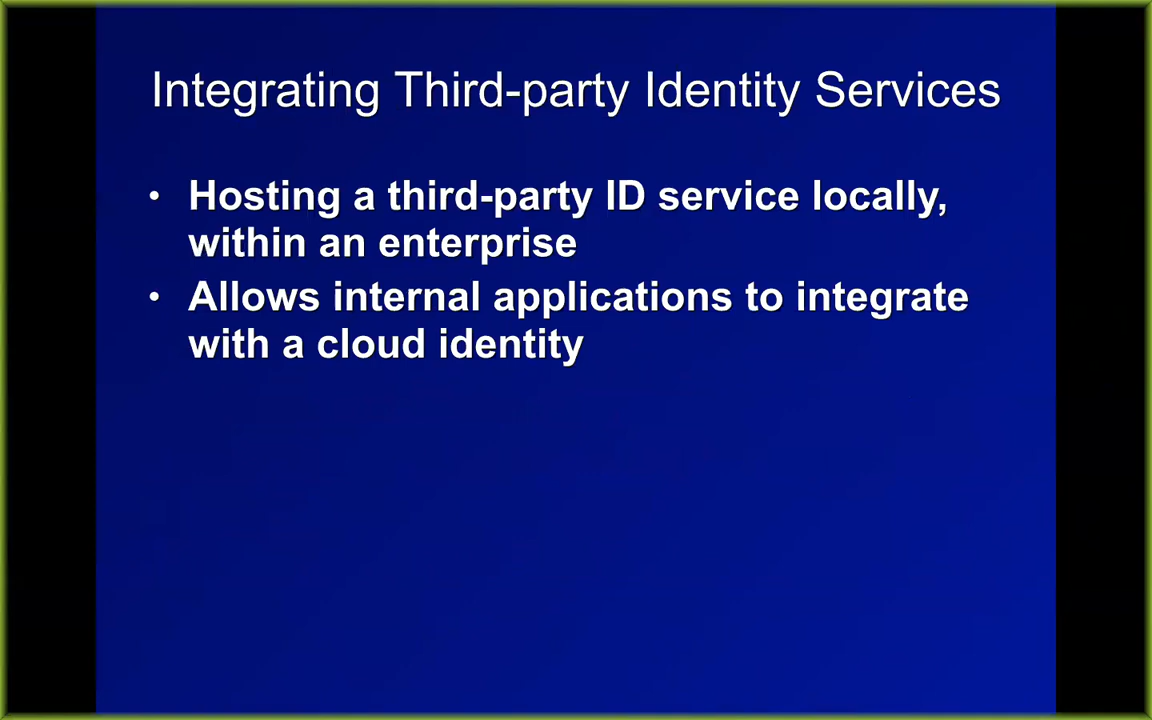 Integrating Third-party Identity Services
• Hosting a third-party ID service locally,
within an enterprise
• Allows internal applications to integrate
with a cloud identity